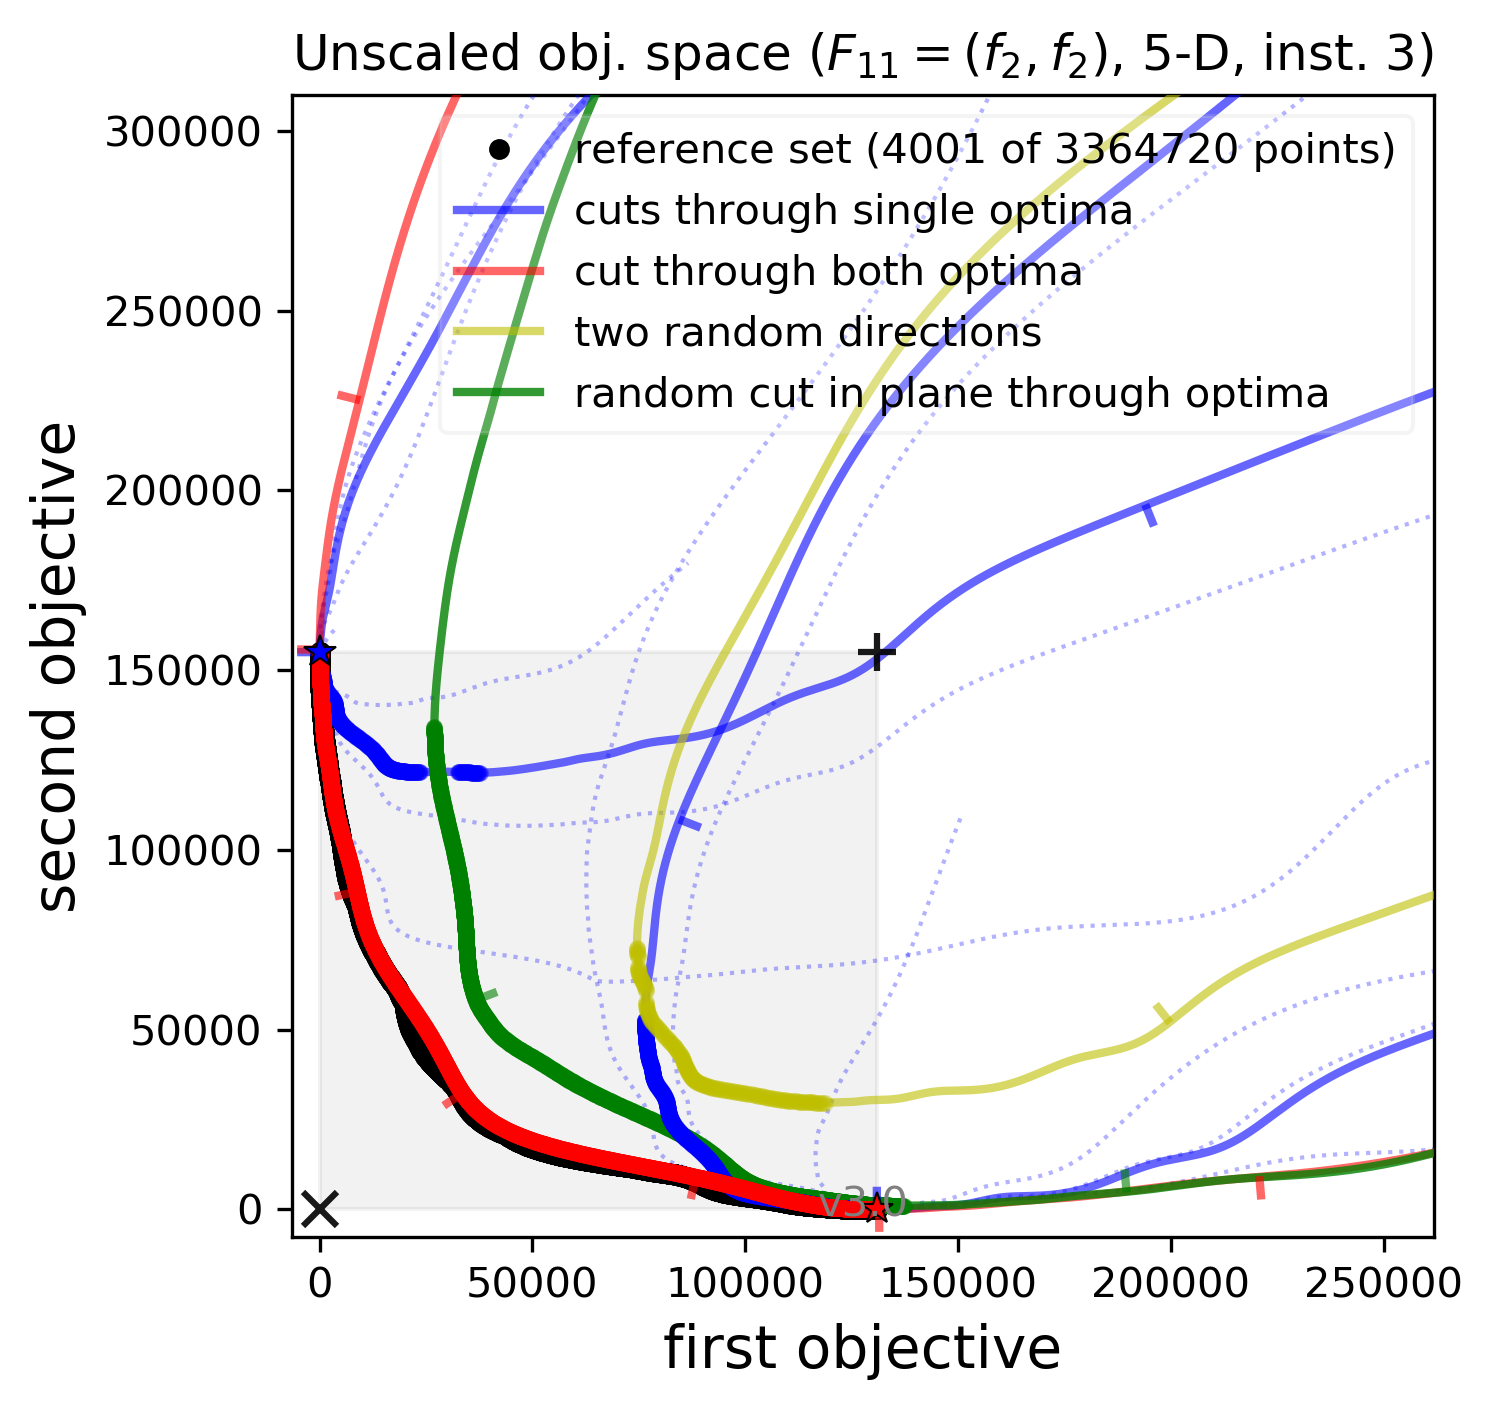 Unscaled obj. space (F₁₁ = (f₂, f₂), 5-D, inst. 3)
reference set (4001 of 3364720 points)
cuts through single optima
cut through both optima
two random directions
random cut in plane through optima
300000
250000
200000
150000
100000
50000
0
second objective
v3.0
0
50000
100000
150000
200000
250000
first objective